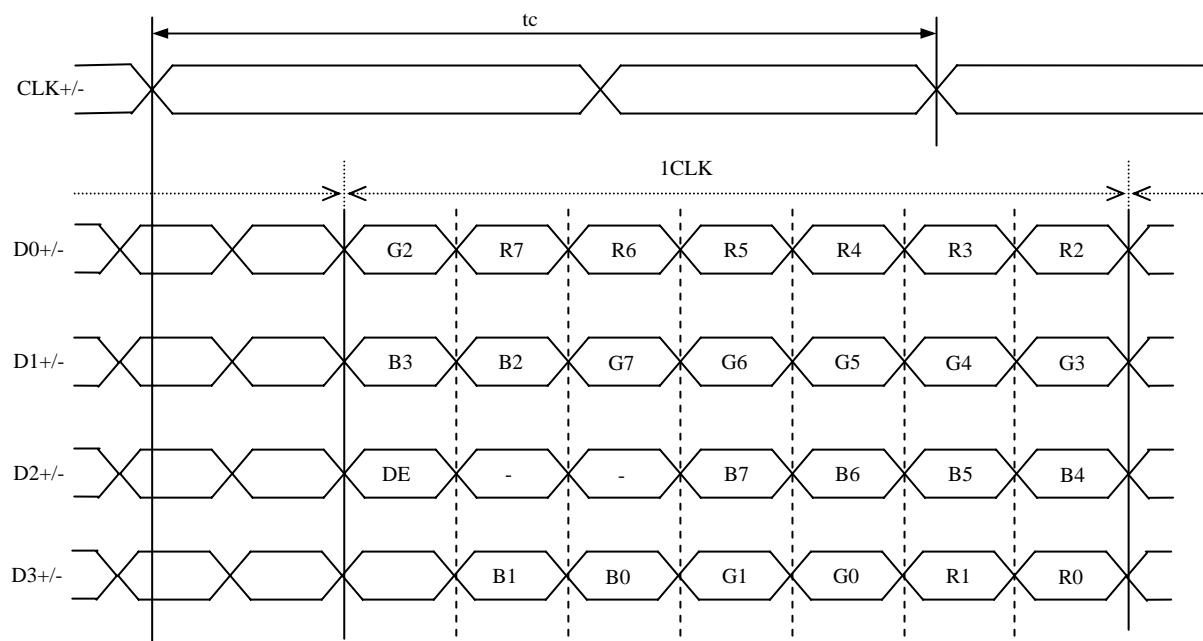 tc
CLK+/-
1CLK
D0+/- G2 R7 R6 R5 R4 R3 R2
D1+/- B3 B2 G7 G6 G5 G4 G3
D2+/- DE - - B7 B6 B5 B4
D3+/- B1 B0 G1 G0 R1 R0